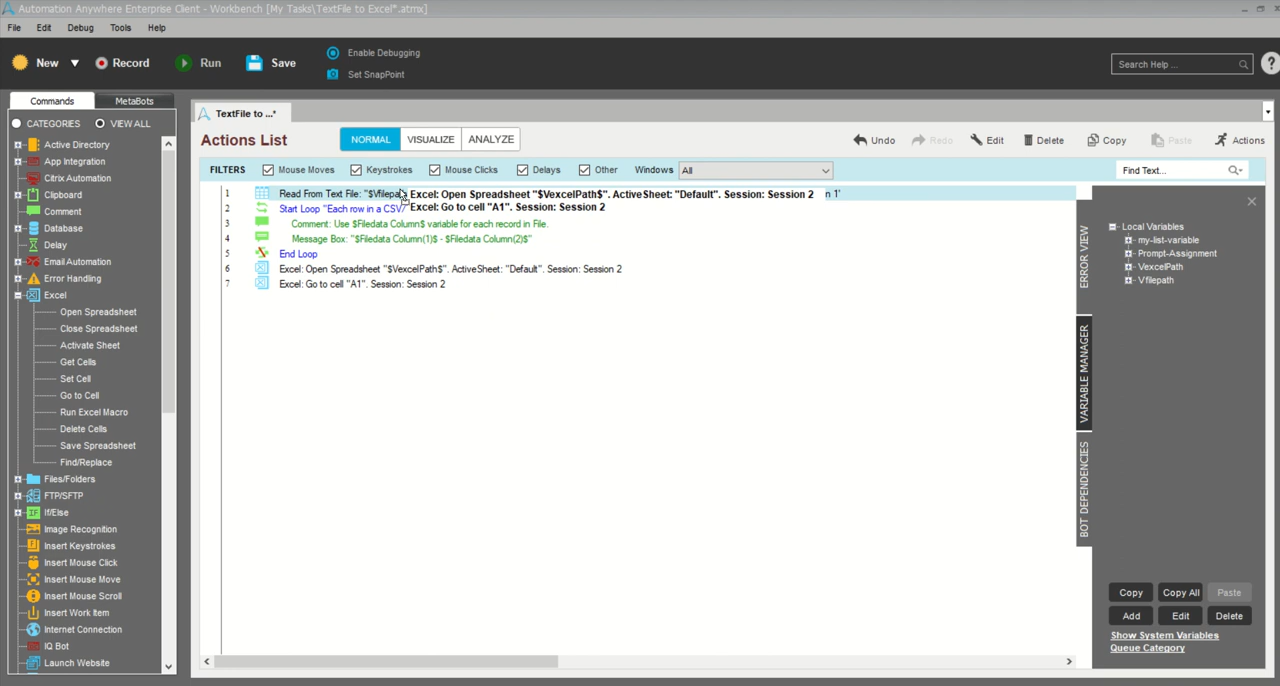 Automation Anywhere Enterprise Client - Workbench [My Tasks\TextFile to Excel*.atmx]
File Edit Debug Tools Help
New Record Run Save Enable Debugging
Set SnapPoint
Search Help ... ?
Commands MetaBots
CATEGORIES VIEW ALL
Active Directory
App Integration
Citrix Automation
Clipboard
Comment
Database
Delay
Email Automation
Error Handling
Excel
Open Spreadsheet
Close Spreadsheet
Activate Sheet
Get Cells
Set Cell
Go to Cell
Run Excel Macro
Delete Cells
Save Spreadsheet
Find/Replace
Files/Folders
FTP/SFTP
If/Else
Image Recognition
Insert Keystrokes
Insert Mouse Click
Insert Mouse Move
Insert Mouse Scroll
Insert Work Item
Internet Connection
IQ Bot
Launch Website
TextFile to ...*
Actions List NORMAL VISUALIZE ANALYZE Undo Redo Edit Delete Copy Paste Actions
FILTERS Mouse Moves Keystrokes Mouse Clicks Delays Other Windows All Find Text...
1 Read From Text File: "$Vfilepa n 1'
Excel: Open Spreadsheet "$VexcelPath$". ActiveSheet: "Default". Session: Session 2
Excel: Go to cell "A1". Session: Session 2
2 Start Loop "Each row in a CSV/
3 Comment: Use $Filedata Column$ variable for each record in File.
4 Message Box: "$Filedata Column(1)$ - $Filedata Column(2)$"
5 End Loop
6 Excel: Open Spreadsheet "$VexcelPath$". ActiveSheet: "Default". Session: Session 2
7 Excel: Go to cell "A1". Session: Session 2
ERROR VIEW
VARIABLE MANAGER
BOT DEPENDENCIES
Local Variables
my-list-variable
Prompt-Assignment
VexcelPath
Vfilepath
Copy Copy All Paste
Add Edit Delete
Show System Variables
Queue Category